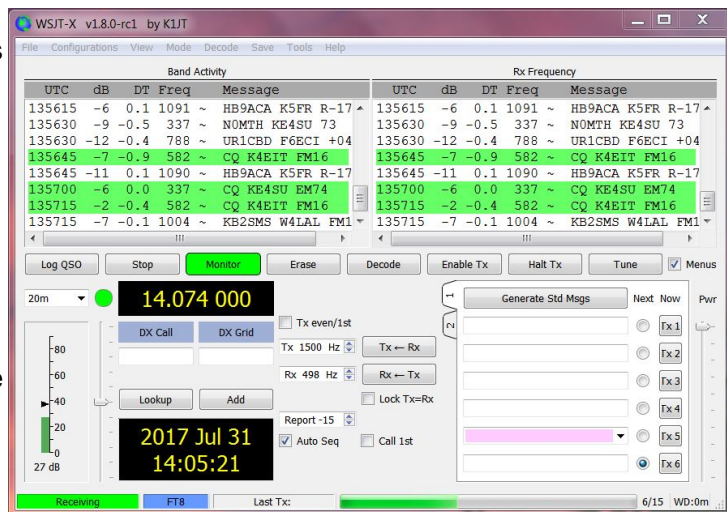 s
e
WSJT-X v1.8.0-rc1 by K1JT
File Configurations View Mode Decode Save Tools Help
Band Activity
UTC dB DT Freq Message
135615 -6 0.1 1091 ~ HB9ACA K5FR R-17
135630 -9 -0.5 337 ~ N0MTH KE4SU 73
135630 -12 -0.4 788 ~ UR1CBD F6ECI +04
135645 -7 -0.9 582 ~ CQ K4EIT FM16
135645 -11 0.1 1090 ~ HB9ACA K5FR R-17
135700 -6 0.0 337 ~ CQ KE4SU EM74
135715 -2 -0.4 582 ~ CQ K4EIT FM16
135715 -7 -0.1 1004 ~ KB2SMS W4LAL FM1
Rx Frequency
UTC dB DT Freq Message
135615 -6 0.1 1091 ~ HB9ACA K5FR R-17
135630 -9 -0.5 337 ~ N0MTH KE4SU 73
135630 -12 -0.4 788 ~ UR1CBD F6ECI +04
135645 -7 -0.9 582 ~ CQ K4EIT FM16
135645 -11 0.1 1090 ~ HB9ACA K5FR R-17
135700 -6 0.0 337 ~ CQ KE4SU EM74
135715 -2 -0.4 582 ~ CQ K4EIT FM16
135715 -7 -0.1 1004 ~ KB2SMS W4LAL FM1
Log QSO Stop Monitor Erase Decode Enable Tx Halt Tx Tune Menus
20m 14.074 000
DX Call DX Grid
Lookup Add
2017 Jul 31
14:05:21
-80
-60
-40
-20
-0
27 dB
Tx even/1st
Tx 1500 Hz Tx ← Rx
Rx 498 Hz Rx ← Tx
Lock Tx=Rx
Report -15
Auto Seq Call 1st
1
2
Generate Std Msgs Next Now Pwr
Tx 1
Tx 2
Tx 3
Tx 4
Tx 5
Tx 6
Receiving FT8 Last Tx: 6/15 WD:0m